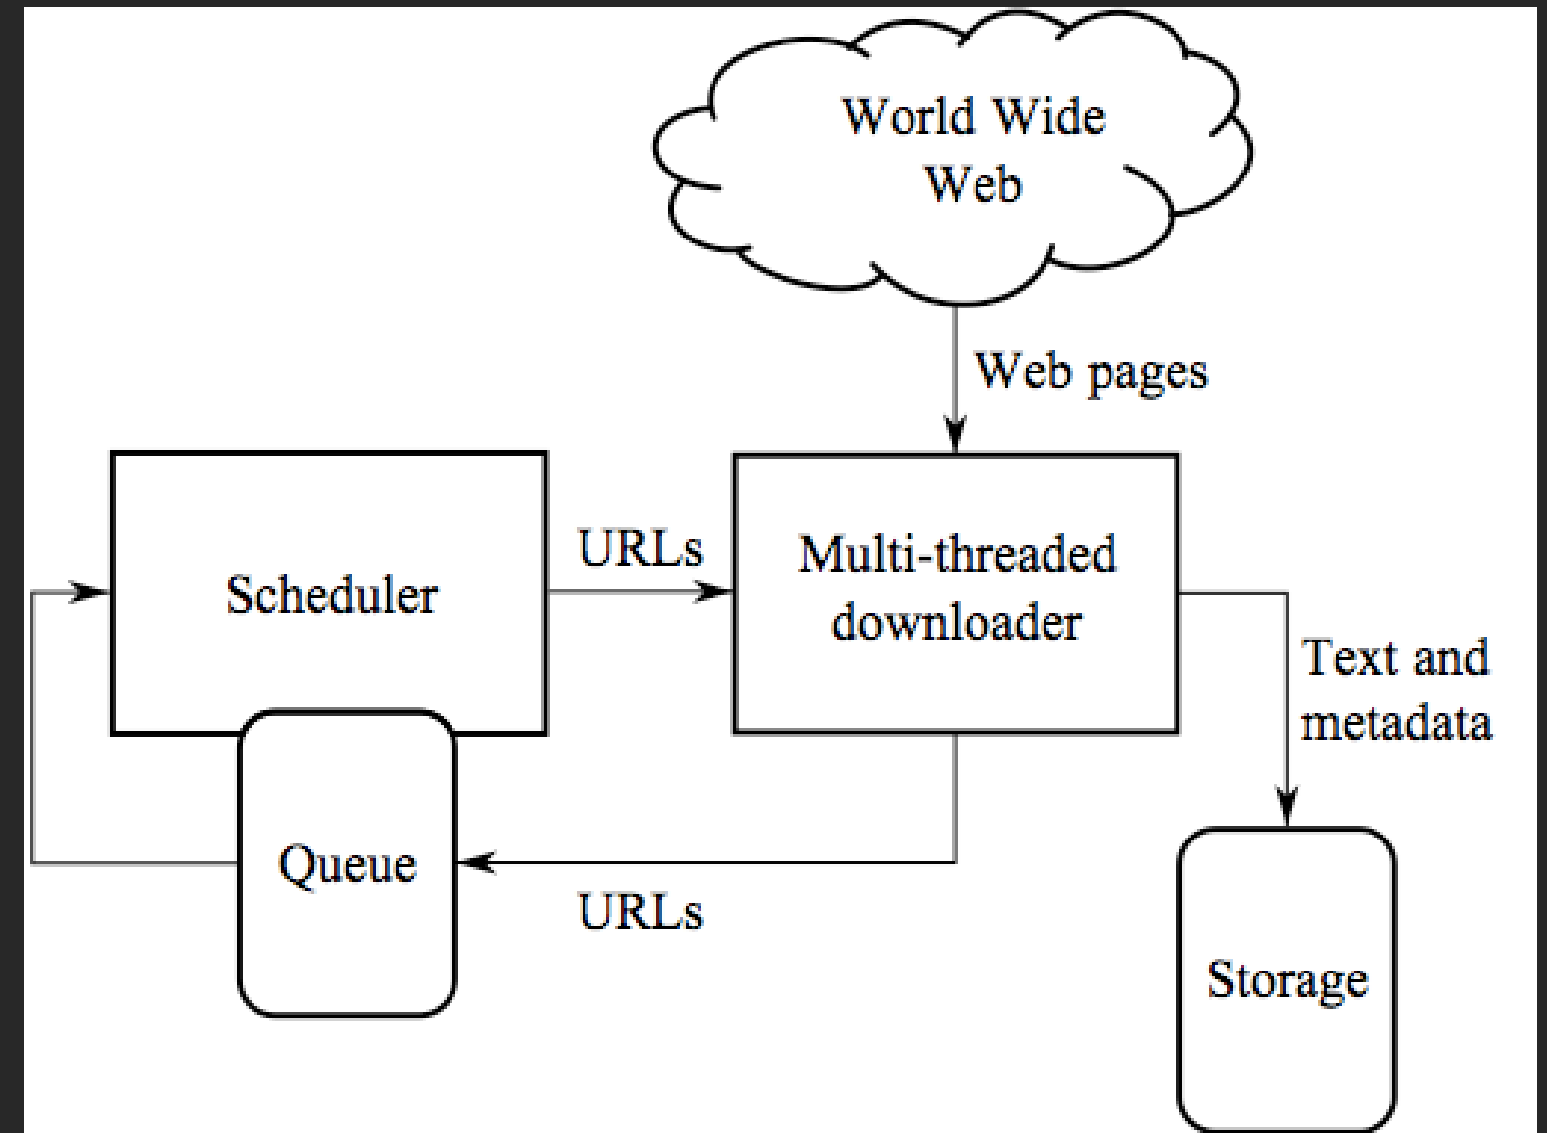 World Wide
Web
Web pages
Scheduler
URLs
Multi-threaded
downloader
Text and
metadata
Queue
URLs
Storage